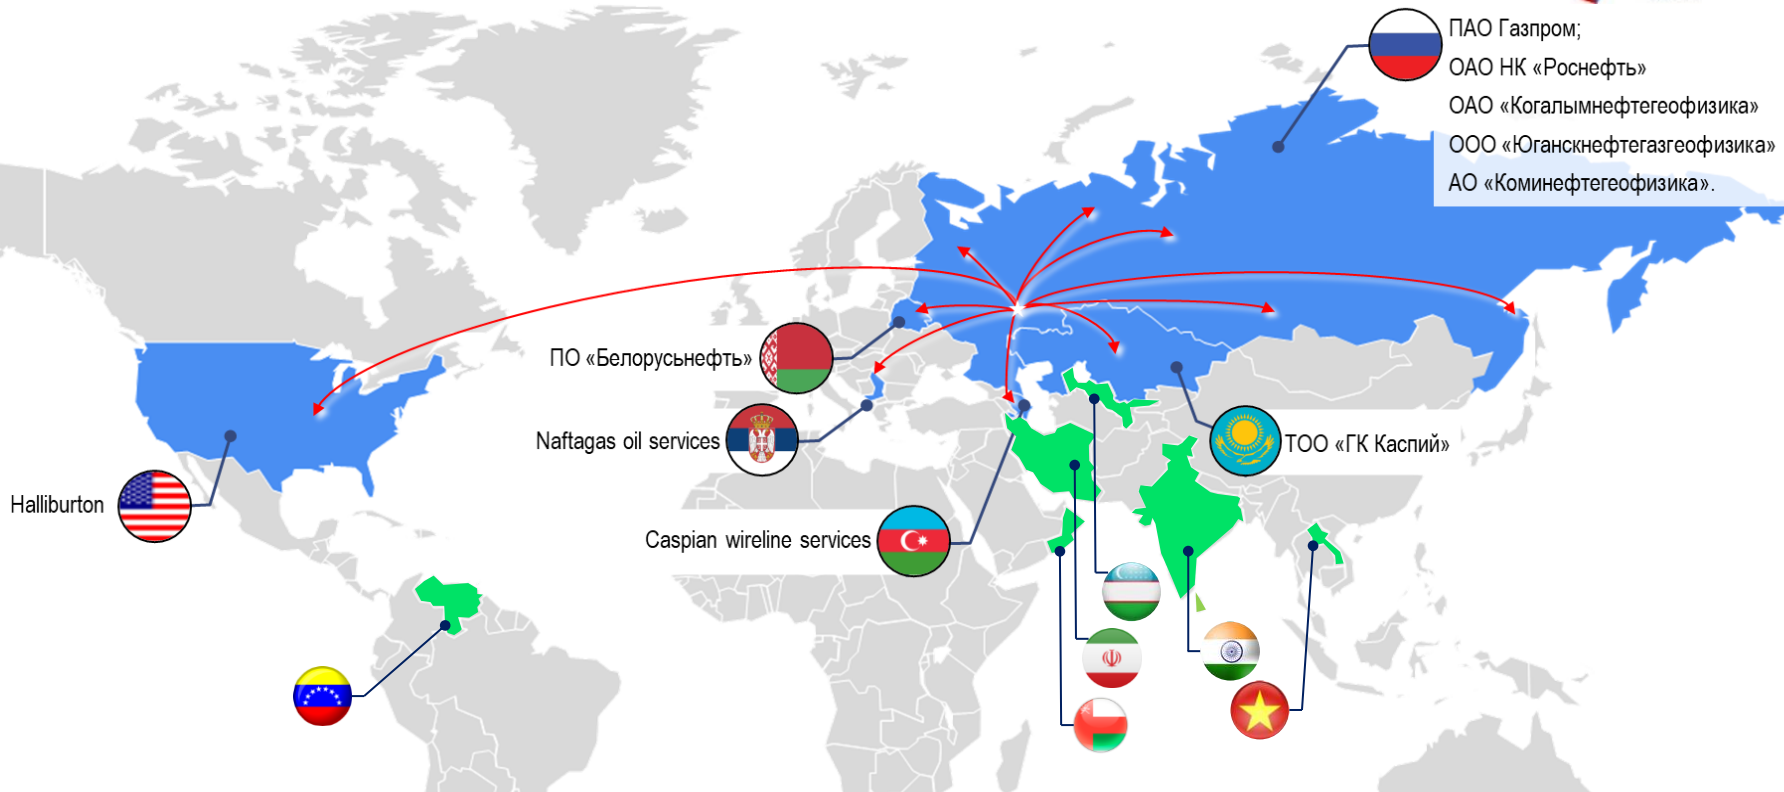 ПАО Газпром;
ОАО НК «Роснефть»
ОАО «Когалымнефтегеофизика»
ООО «Юганскнефтегазгеофизика»
АО «Коминефтегеофизика».
ПО «Белорусьнефть»
Naftagas oil services
ТОО «ГК Каспий»
Halliburton
Caspian wireline services